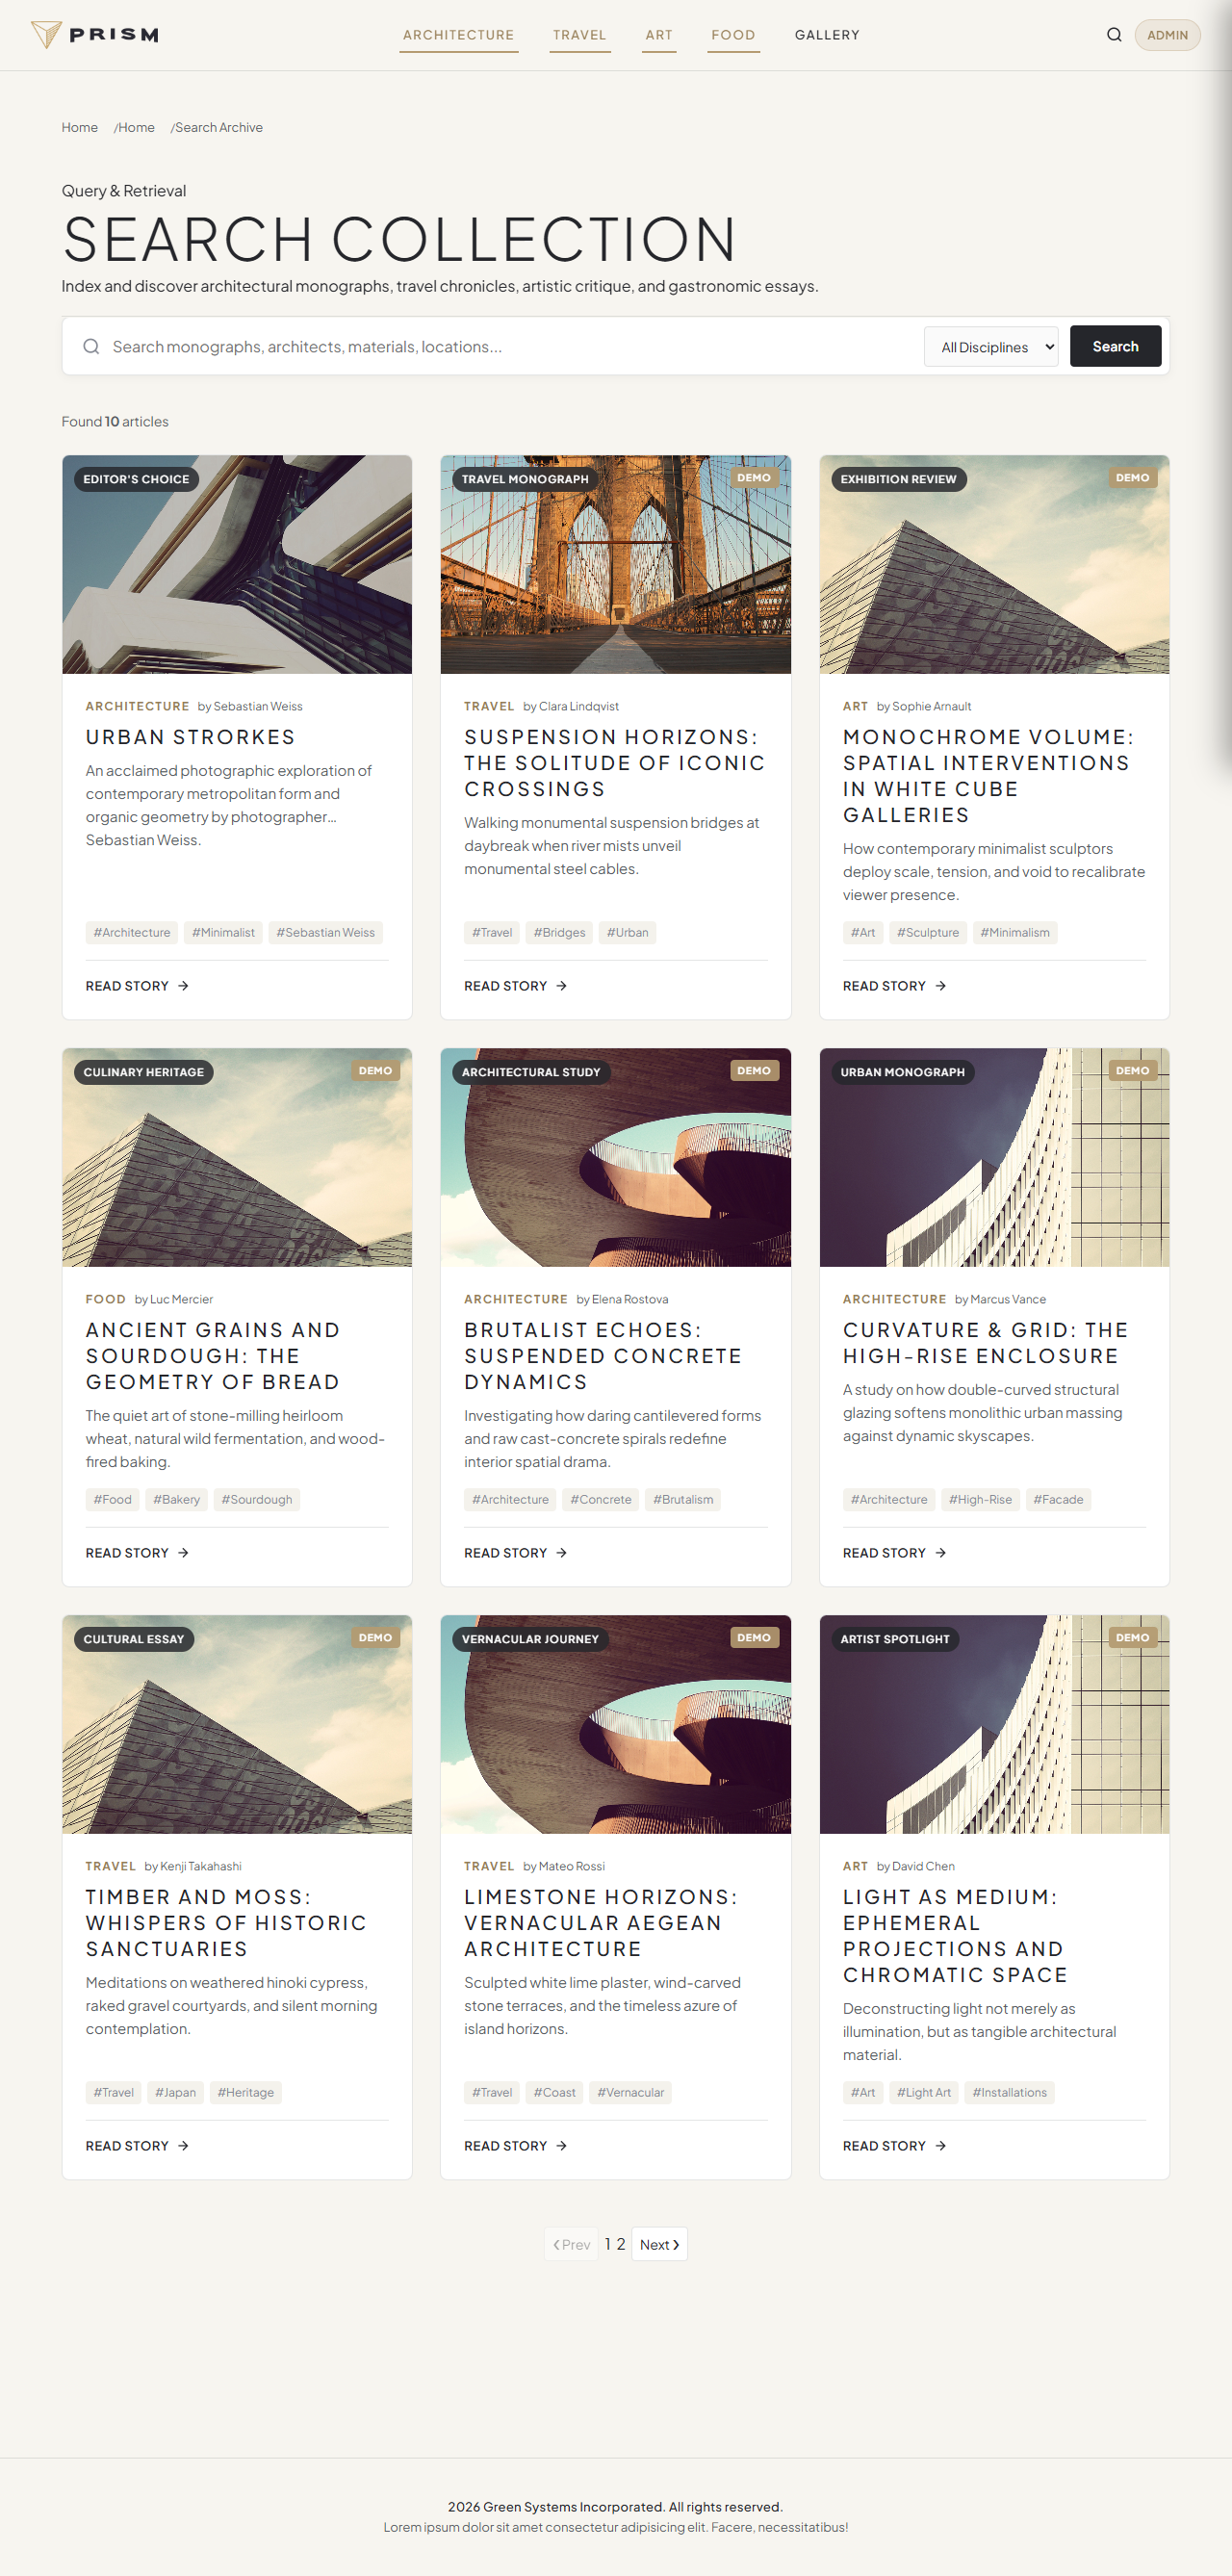 PRISM
ARCHITECTURE TRAVEL ART FOOD GALLERY
ADMIN
Home /Home /Search Archive
Query & Retrieval
SEARCH COLLECTION
Index and discover architectural monographs, travel chronicles, artistic critique, and gastronomic essays.
Search monographs, architects, materials, locations...
All Disciplines
Search
Found 10 articles
EDITOR'S CHOICE
ARCHITECTURE by Sebastian Weiss
URBAN STRORKES
An acclaimed photographic exploration of
contemporary metropolitan form and
organic geometry by photographer...
Sebastian Weiss.
#Architecture #Minimalist #Sebastian Weiss
READ STORY →
TRAVEL MONOGRAPH
DEMO
TRAVEL by Clara Lindqvist
SUSPENSION HORIZONS:
THE SOLITUDE OF ICONIC
CROSSINGS
Walking monumental suspension bridges at
daybreak when river mists unveil
monumental steel cables.
#Travel #Bridges #Urban
READ STORY →
EXHIBITION REVIEW
DEMO
ART by Sophie Arnault
MONOCHROME VOLUME:
SPATIAL INTERVENTIONS
IN WHITE CUBE
GALLERIES
How contemporary minimalist sculptors
deploy scale, tension, and void to recalibrate
viewer presence.
#Art #Sculpture #Minimalism
READ STORY →
CULINARY HERITAGE
DEMO
FOOD by Luc Mercier
ANCIENT GRAINS AND
SOURDOUGH: THE
GEOMETRY OF BREAD
The quiet art of stone-milling heirloom
wheat, natural wild fermentation, and wood-
fired baking.
#Food #Bakery #Sourdough
READ STORY →
ARCHITECTURAL STUDY
DEMO
ARCHITECTURE by Elena Rostova
BRUTALIST ECHOES:
SUSPENDED CONCRETE
DYNAMICS
Investigating how daring cantilevered forms
and raw cast-concrete spirals redefine
interior spatial drama.
#Architecture #Concrete #Brutalism
READ STORY →
URBAN MONOGRAPH
DEMO
ARCHITECTURE by Marcus Vance
CURVATURE & GRID: THE
HIGH-RISE ENCLOSURE
A study on how double-curved structural
glazing softens monolithic urban massing
against dynamic skyscapes.
#Architecture #High-Rise #Facade
READ STORY →
CULTURAL ESSAY
DEMO
TRAVEL by Kenji Takahashi
TIMBER AND MOSS:
WHISPERS OF HISTORIC
SANCTUARIES
Meditations on weathered hinoki cypress,
raked gravel courtyards, and silent morning
contemplation.
#Travel #Japan #Heritage
READ STORY →
VERNACULAR JOURNEY
DEMO
TRAVEL by Mateo Rossi
LIMESTONE HORIZONS:
VERNACULAR AEGEAN
ARCHITECTURE
Sculpted white lime plaster, wind-carved
stone terraces, and the timeless azure of
island horizons.
#Travel #Coast #Vernacular
READ STORY →
ARTIST SPOTLIGHT
DEMO
ART by David Chen
LIGHT AS MEDIUM:
EPHEMERAL
PROJECTIONS AND
CHROMATIC SPACE
Deconstructing light not merely as
illumination, but as tangible architectural
material.
#Art #Light Art #Installations
READ STORY →
❮ Prev 1 2 Next ❯
2026 Green Systems Incorporated. All rights reserved.
Lorem ipsum dolor sit amet consectetur adipisicing elit. Facere, necessitatibus!